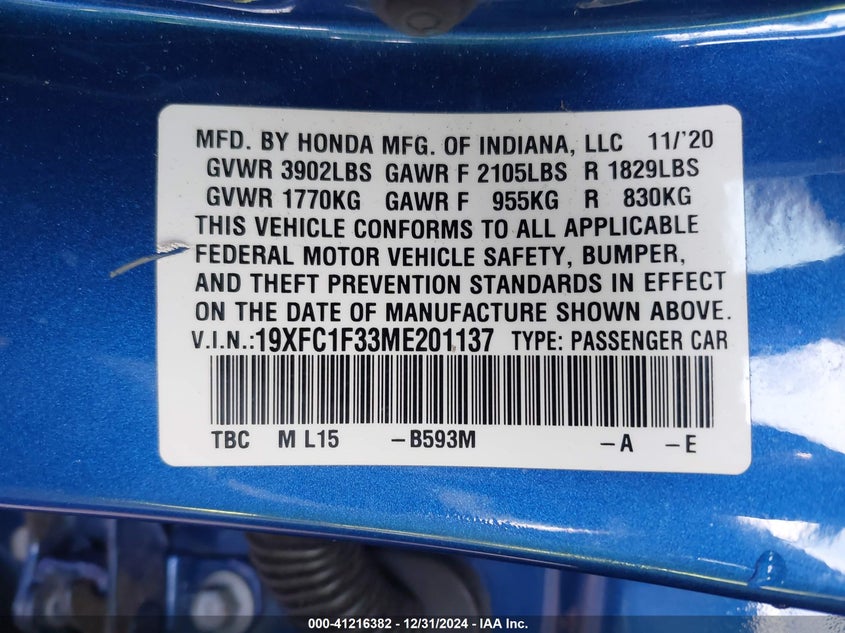 MFD. BY HONDA MFG. OF INDIANA, LLC 11/'20
GVWR 3902LBS GAWR F 2105LBS R 1829LBS
GVWR 1770KG GAWR F 955KG R 830KG
THIS VEHICLE CONFORMS TO ALL APPLICABLE
FEDERAL MOTOR VEHICLE SAFETY, BUMPER,
AND THEFT PREVENTION STANDARDS IN EFFECT
ON THE DATE OF MANUFACTURE SHOWN ABOVE.
V.I.N.:19XFC1F33ME201137 TYPE: PASSENGER CAR
TBC M L15 -B593M -A -E
000-41216382 - 12/31/2024 - IAA Inc.